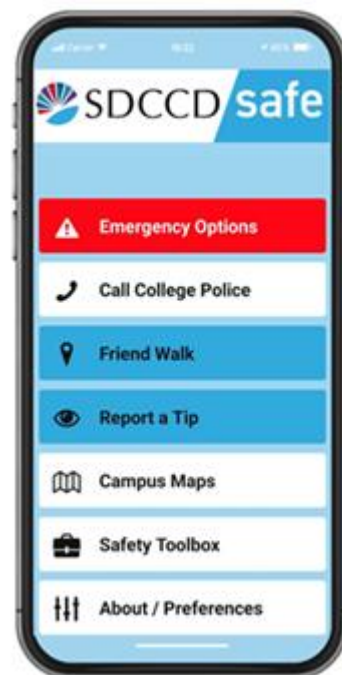 SDCCD safe
Emergency Options
Call College Police
Friend Walk
Report a Tip
Campus Maps
Safety Toolbox
About / Preferences